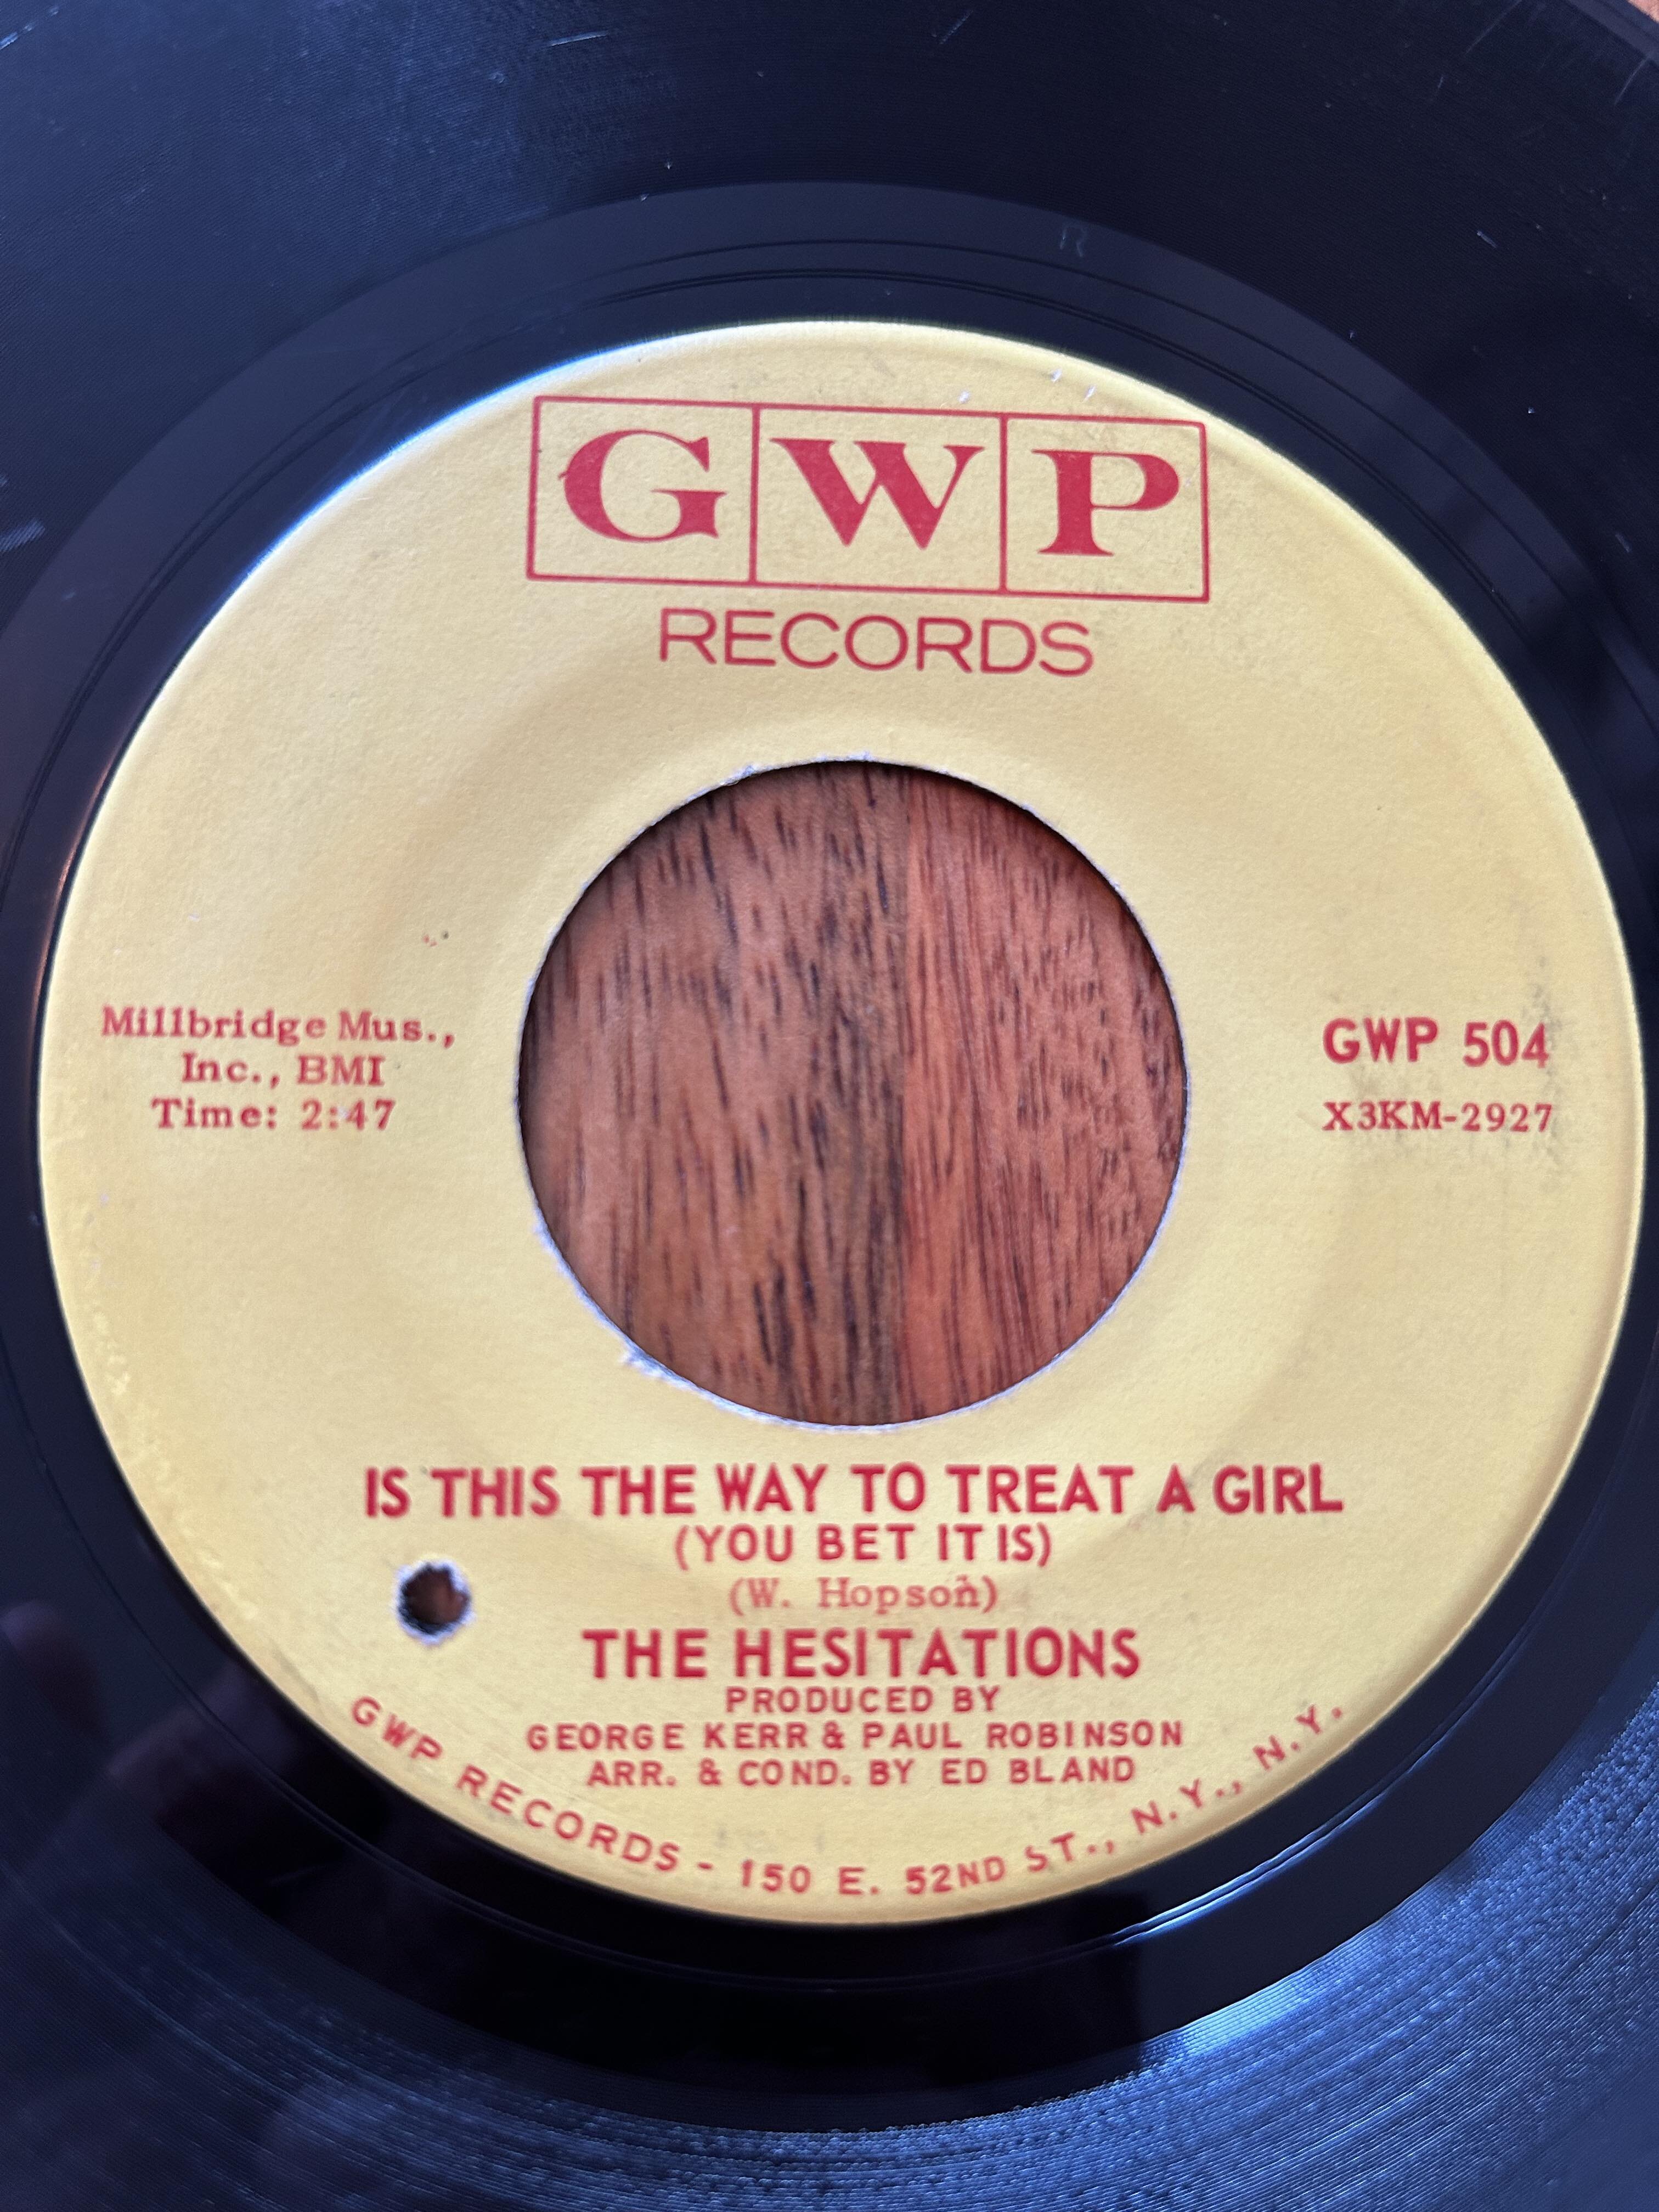 GWP
RECORDS
Millbridge Mus.,
Inc., BMI
Time: 2:47
GWP 504
X3KM-2927
IS THIS THE WAY TO TREAT A GIRL
(YOU BET IT IS)
(W. Hopson)
THE HESITATIONS
PRODUCED BY
GEORGE KERR & PAUL ROBINSON
ARR. & COND. BY ED BLAND
GWP RECORDS - 150 E. 52ND ST., N.Y., N.Y.
R